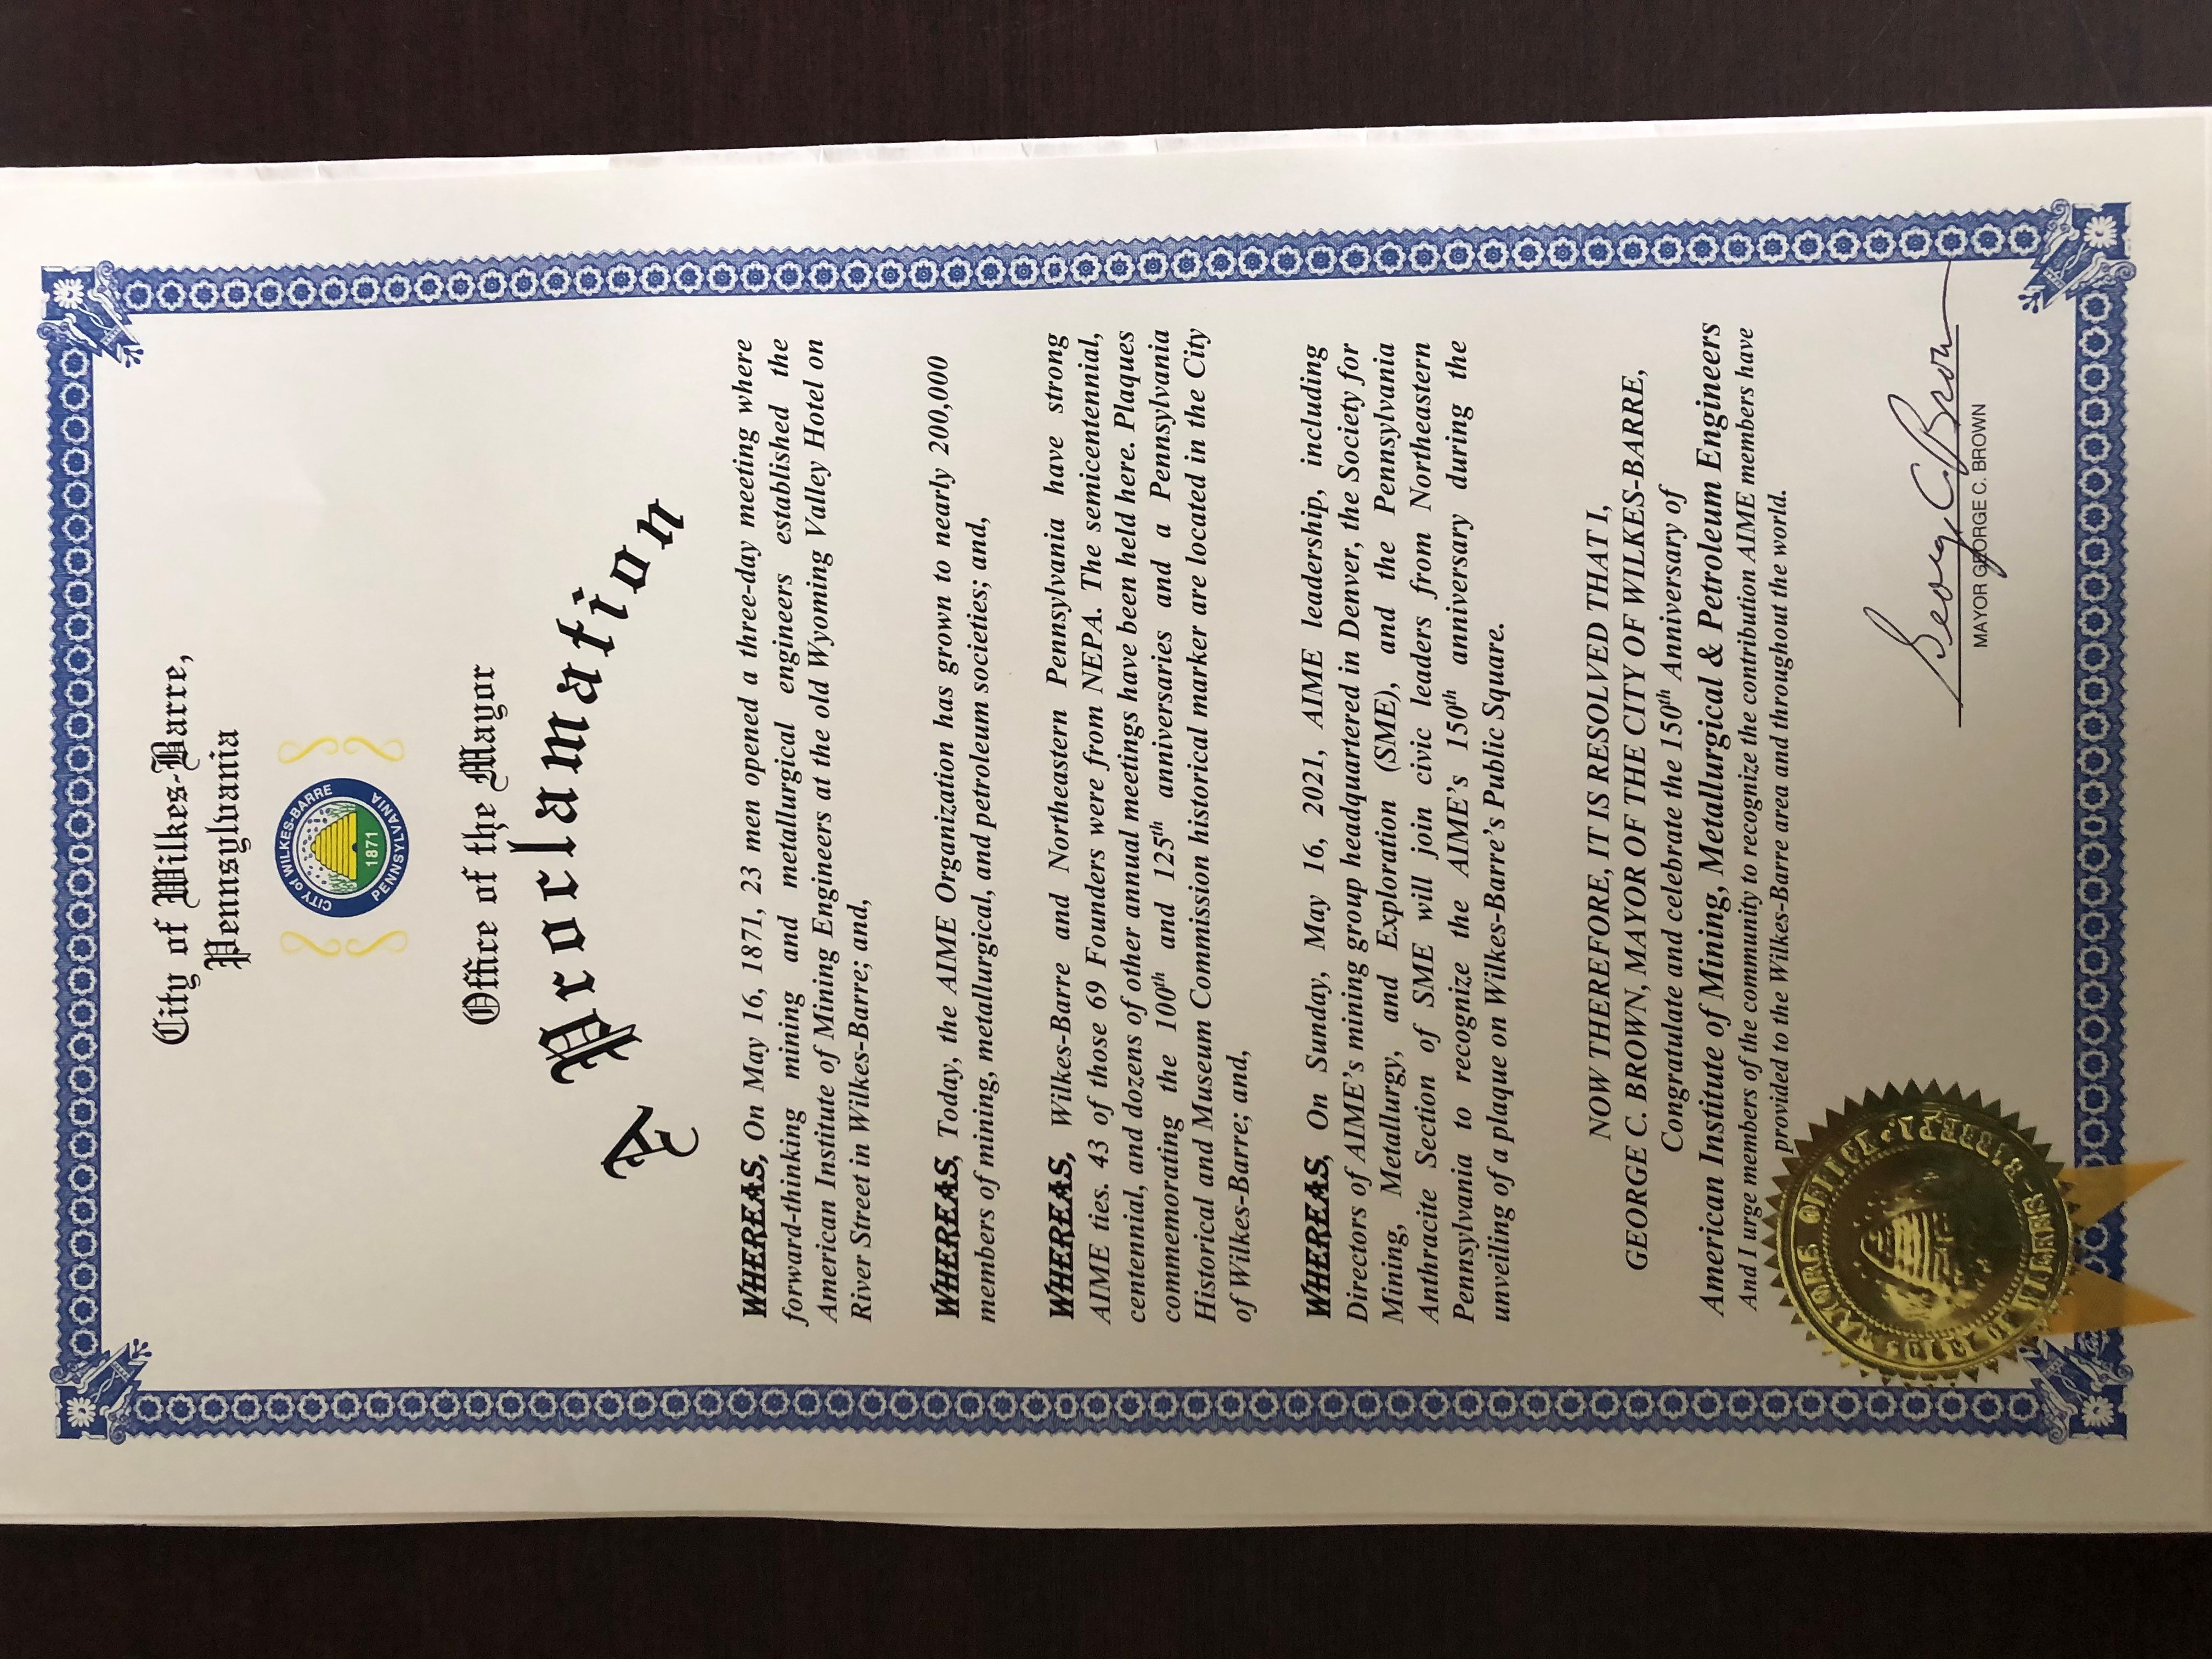 City of Wilkes-Barre,
Pennsylvania
CITY of WILKES-BARRE
1871
PENNSYLVANIA
Office of the Mayor
A Proclamation
WHEREAS, On May 16, 1871, 23 men opened a three-day meeting where
forward-thinking mining and metallurgical engineers established the
American Institute of Mining Engineers at the old Wyoming Valley Hotel on
River Street in Wilkes-Barre; and,
WHEREAS, Today, the AIME Organization has grown to nearly 200,000
members of mining, metallurgical, and petroleum societies; and,
WHEREAS, Wilkes-Barre and Northeastern Pennsylvania have strong
AIME ties. 43 of those 69 Founders were from NEPA. The semicentennial,
centennial, and dozens of other annual meetings have been held here. Plaques
commemorating the 100th and 125th anniversaries and a Pennsylvania
Historical and Museum Commission historical marker are located in the City
of Wilkes-Barre; and,
WHEREAS, On Sunday, May 16, 2021, AIME leadership, including
Directors of AIME's mining group headquartered in Denver, the Society for
Mining, Metallurgy, and Exploration (SME), and the Pennsylvania
Anthracite Section of SME will join civic leaders from Northeastern
Pennsylvania to recognize the AIME's 150th anniversary during the
unveiling of a plaque on Wilkes-Barre's Public Square.
NOW THEREFORE, IT IS RESOLVED THAT I,
GEORGE C. BROWN, MAYOR OF THE CITY OF WILKES-BARRE,
Congratulate and celebrate the 150th Anniversary of
American Institute of Mining, Metallurgical & Petroleum Engineers
And I urge members of the community to recognize the contribution AIME members have
provided to the Wilkes-Barre area and throughout the world.
George C. Brown
MAYOR GEORGE C. BROWN
MAYORS OFFICE
CITY OF WILKES-BARRE